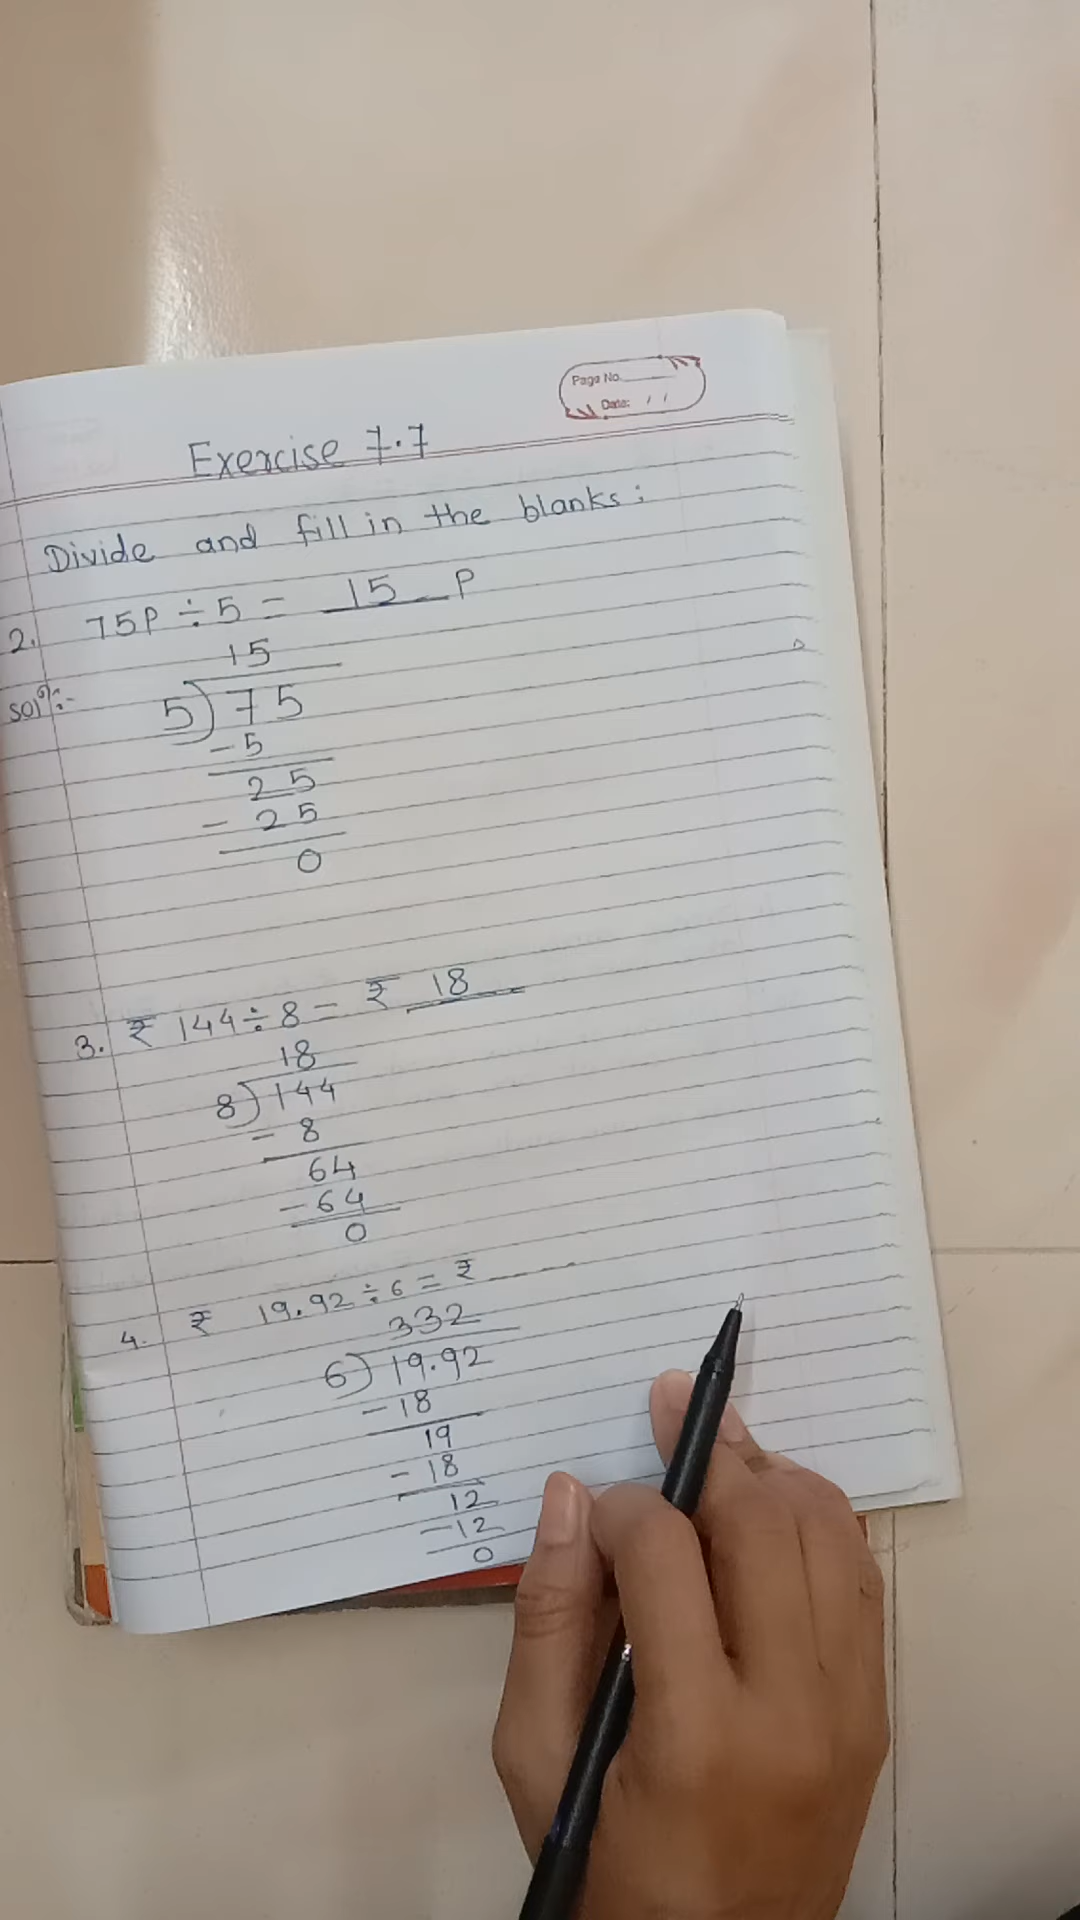 Page No.
Date: / /
Exercise 7.7
Divide and fill in the blanks:
2. 75P ÷ 5 = 15 P
15
solⁿ:- 5) 75
- 5
25
- 25
0
3. ₹ 144 ÷ 8 = ₹ 18
18
8) 144
- 8
64
- 64
0
4. ₹ 19.92 ÷ 6 = ₹
332
6) 19.92
- 18
19
- 18
12
- 12
0